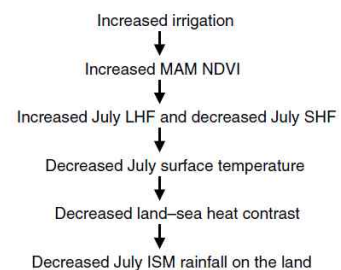 Increased irrigation
Increased MAM NDVI
Increased July LHF and decreased July SHF
Decreased July surface temperature
Decreased land–sea heat contrast
Decreased July ISM rainfall on the land